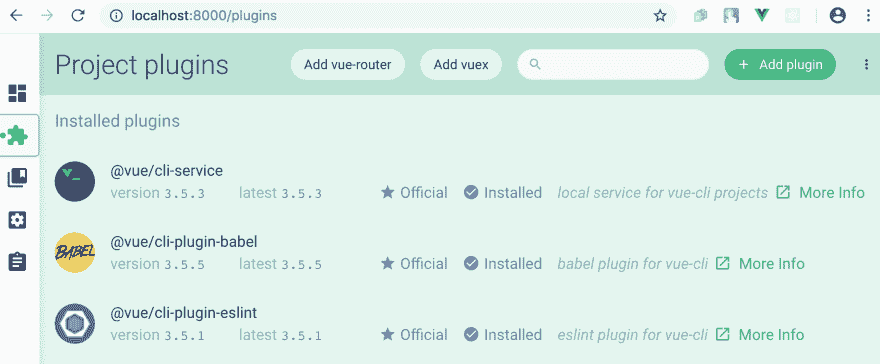 localhost:8000/plugins
Project plugins Add vue-router Add vuex + Add plugin
Installed plugins
@vue/cli-service
version 3.5.3 latest 3.5.3 Official Installed local service for vue-cli projects More Info
BABEL @vue/cli-plugin-babel
version 3.5.5 latest 3.5.5 Official Installed babel plugin for vue-cli More Info
@vue/cli-plugin-eslint
version 3.5.1 latest 3.5.1 Official Installed eslint plugin for vue-cli More Info